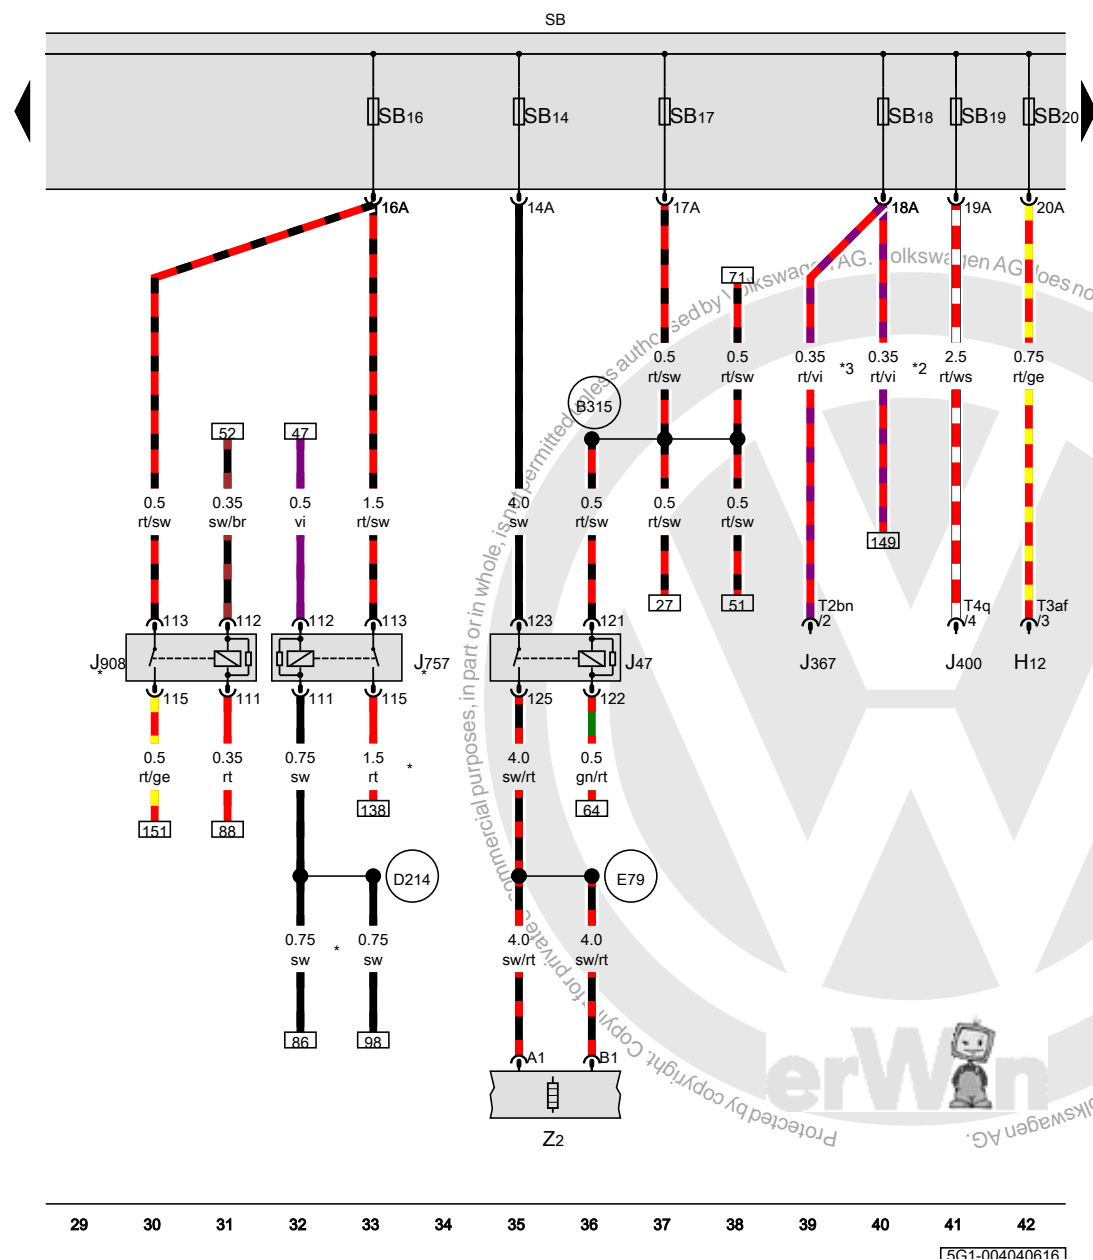 SB
SB16 SB14 SB17 SB18 SB19 SB20
16A 14A 17A 18A 19A 20A
71
0.5 0.5 0.35 0.35 2.5 0.75
rt/sw rt/sw rt/vi *3 rt/vi *2 rt/ws rt/ge
B315
52 47
0.5 0.35 0.5 1.5 4.0 0.5 0.5 0.5
rt/sw sw/br vi rt/sw sw rt/sw rt/sw rt/sw
149
27 51
T2bn T4q T3af
/2 /4 /3
113 112 112 113 123 121
J908 J757 J47 J367 J400 H12
* *
115 111 111 115 125 122
0.5 0.35 0.75 1.5 4.0 0.5
rt/ge rt sw rt * sw/rt gn/rt
138 64
151 88
D214 E79
0.75 * 0.75 4.0 4.0
sw sw sw/rt sw/rt
86 98
A1 B1
Z2
erWin
29 30 31 32 33 34 35 36 37 38 39 40 41 42
5G1-004040616